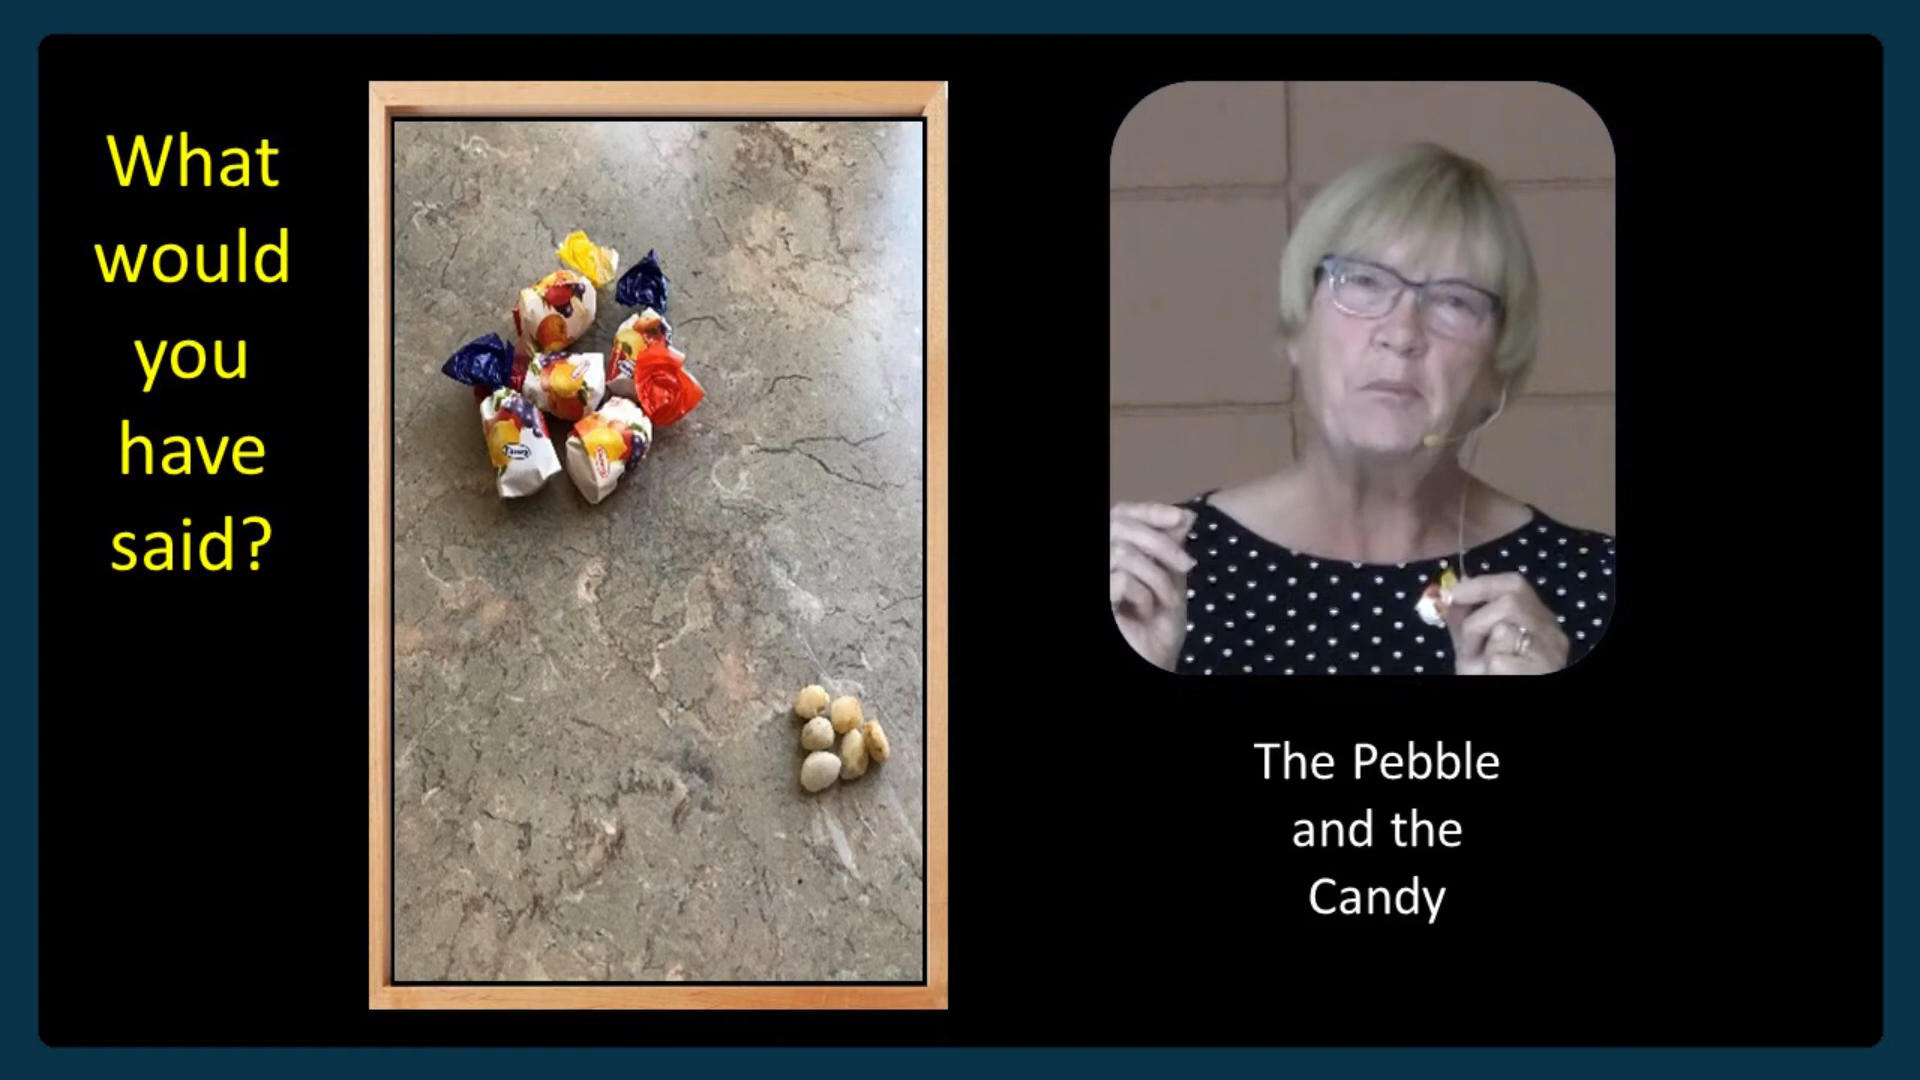 What
would
you
have
said?
The Pebble
and the
Candy